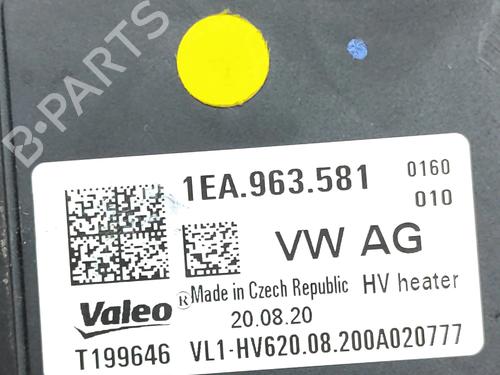 B-PARTS
1EA.963.581 0160
010
VW AG
Valeo® Made in Czech Republic HV heater
20.08.20
T199646 VL1-HV620.08.200A020777